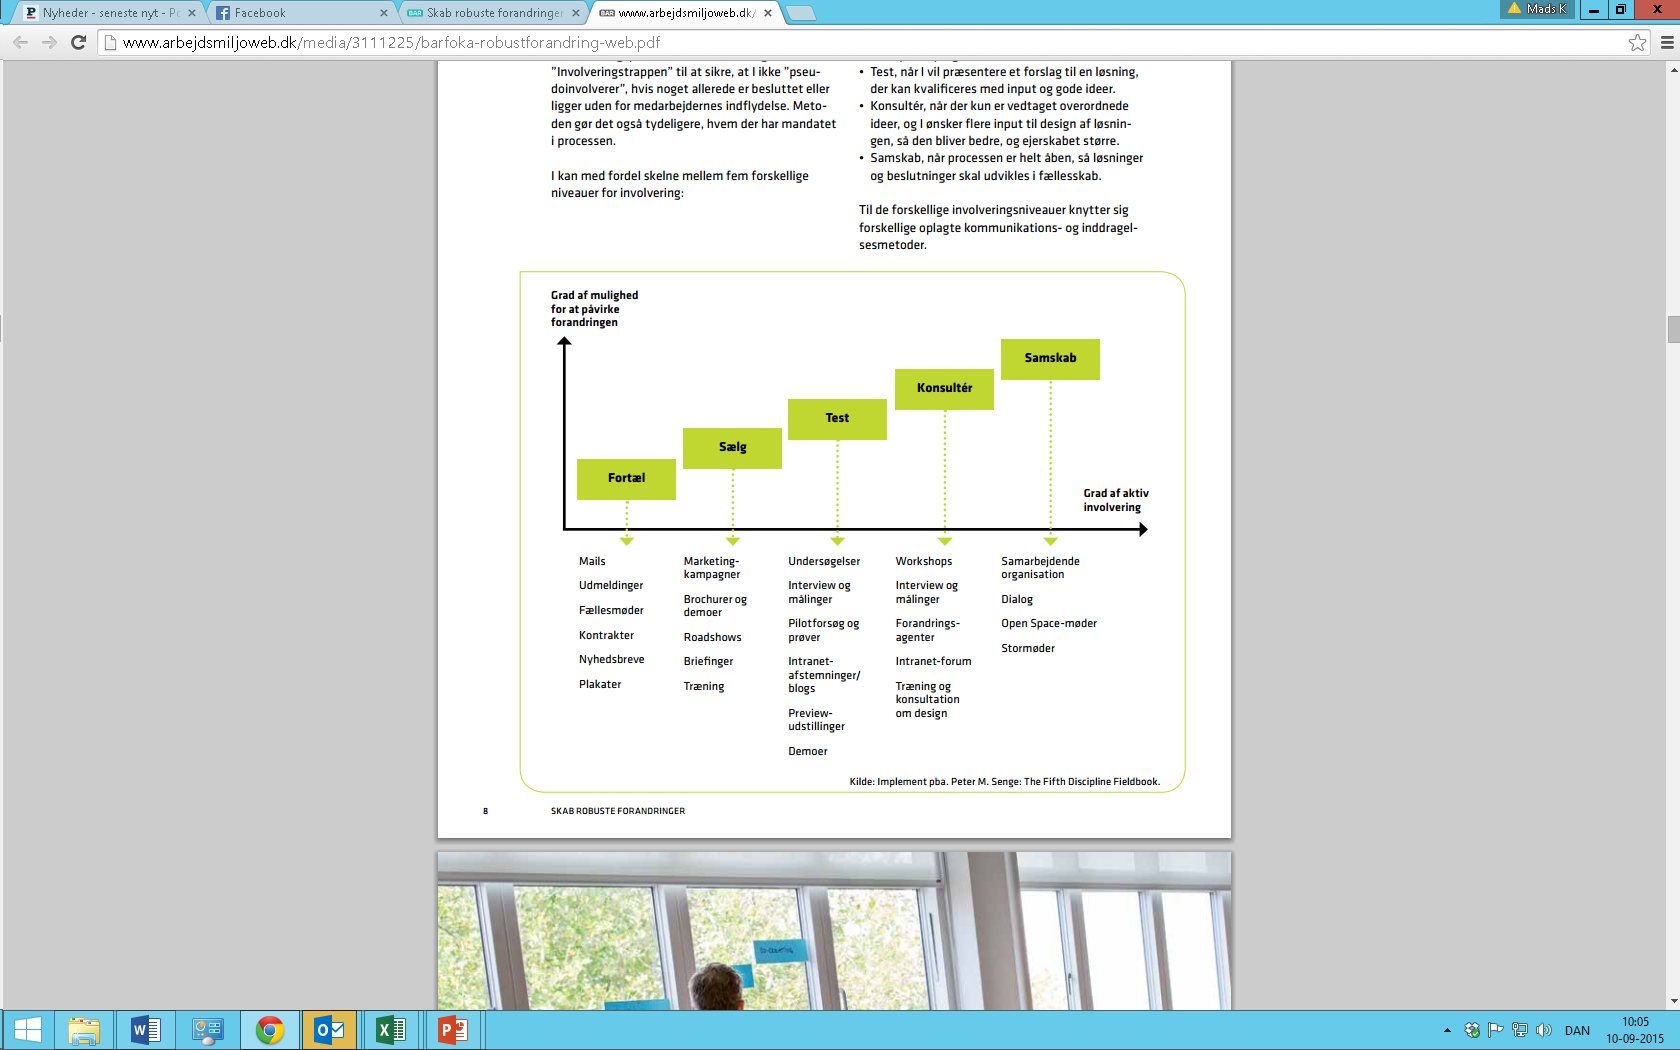 Nyheder - seneste nyt - Po
Facebook
Skab robuste forandringer
www.arbejdsmiljoweb.dk/
Mads K
www.arbejdsmiljoweb.dk/media/3111225/barfoka-robustforandring-web.pdf
"Involveringstrappen" til at sikre, at I ikke "pseu-
doinvolverer", hvis noget allerede er besluttet eller
ligger uden for medarbejdernes indflydelse. Meto-
den gør det også tydeligere, hvem der har mandatet
i processen.
I kan med fordel skelne mellem fem forskellige
niveauer for involvering:
• Test, når I vil præsentere et forslag til en løsning,
der kan kvalificeres med input og gode ideer.
• Konsultér, når der kun er vedtaget overordnede
ideer, og I ønsker flere input til design af løsnin-
gen, så den bliver bedre, og ejerskabet større.
• Samskab, når processen er helt åben, så løsninger
og beslutninger skal udvikles i fællesskab.
Til de forskellige involveringsniveauer knytter sig
forskellige oplagte kommunikations- og inddragel-
sesmetoder.
Grad af mulighed
for at påvirke
forandringen
Samskab
Konsultér
Test
Sælg
Fortæl
Grad af aktiv
involvering
Mails
Udmeldinger
Fællesmøder
Kontrakter
Nyhedsbreve
Plakater
Marketing-
kampagner
Brochurer og
demoer
Roadshows
Briefinger
Træning
Undersøgelser
Interview og
målinger
Pilotforsøg og
prøver
Intranet-
afstemninger/
blogs
Preview-
udstillinger
Demoer
Workshops
Interview og
målinger
Forandrings-
agenter
Intranet-forum
Træning og
konsultation
om design
Samarbejdende
organisation
Dialog
Open Space-møder
Stormøder
Kilde: Implement pba. Peter M. Senge: The Fifth Discipline Fieldbook.
8 SKAB ROBUSTE FORANDRINGER
DAN
10:05
10-09-2015